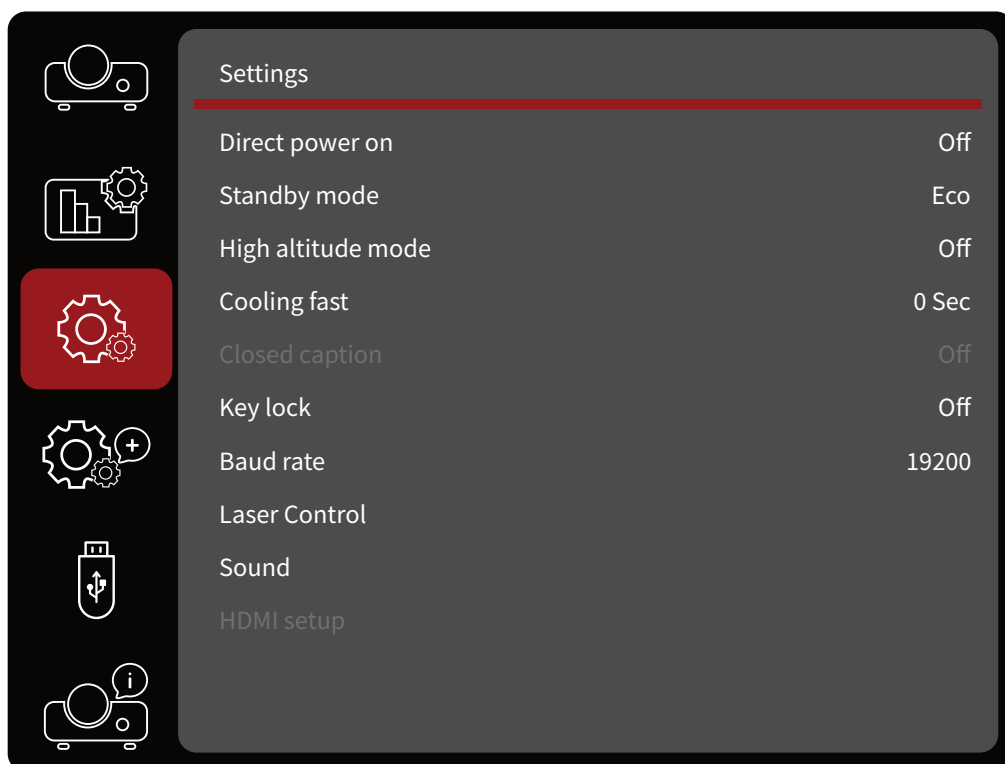 Settings
Direct power on Off
Standby mode Eco
High altitude mode Off
Cooling fast 0 Sec
Closed caption Off
Key lock Off
Baud rate 19200
Laser Control
Sound
HDMI setup
i